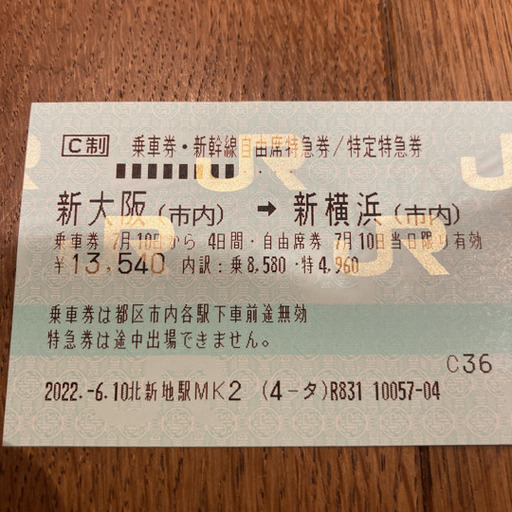 C制 乗車券・新幹線自由席特急券/特定特急券
新大阪(市内) → 新横浜(市内)
乗車券 7月10日から 4日間・自由席券 7月10日当日限り有効
¥13,540 内訳:乗8,580・特4,960
乗車券は都区市内各駅下車前途無効
特急券は途中出場できません。
C36
2022.-6.10北新地駅MK2 (4-タ)R831 10057-04
JR
JR